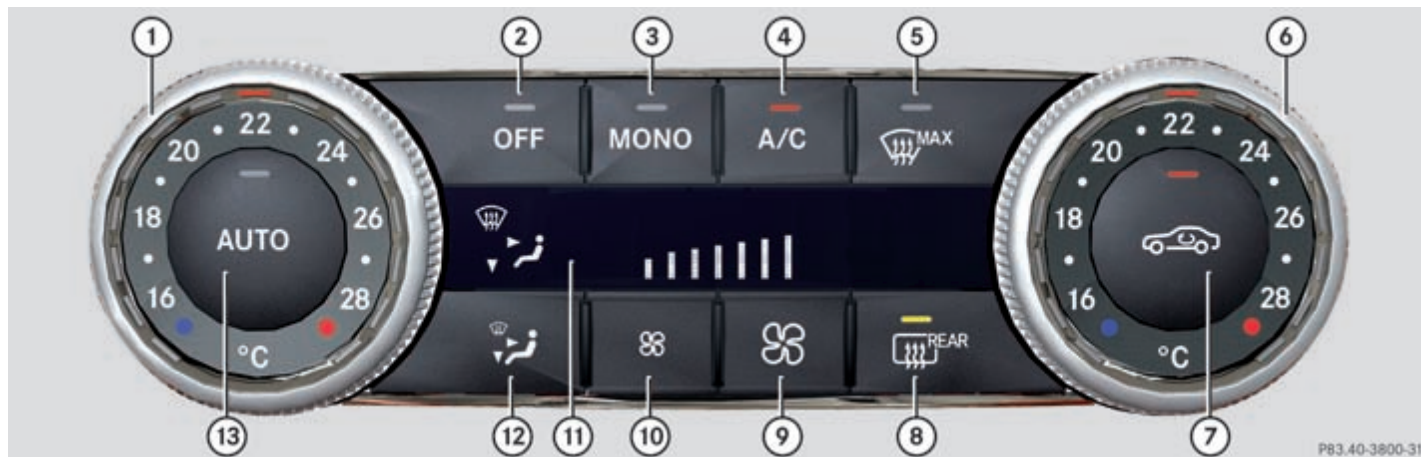 1 2 3 4 5 6
OFF MONO A/C MAX
22 22
20 24 20 24
18 26 18 26
AUTO
16 28 16 28
REAR
°C °C
13 12 11 10 9 8 7
P83.40-3800-31